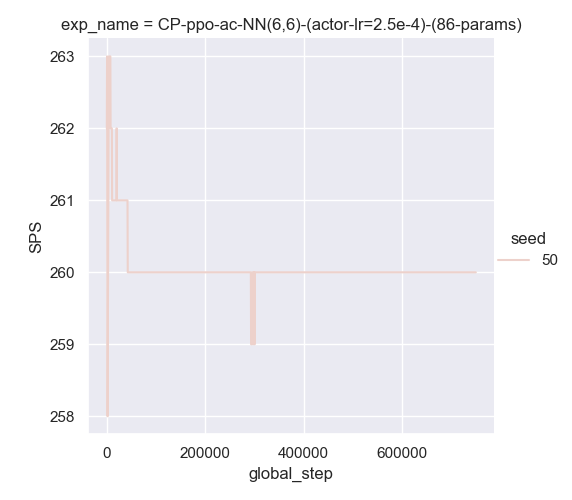 exp_name = CP-ppo-ac-NN(6,6)-(actor-lr=2.5e-4)-(86-params)
263
262
261
260
259
258
SPS
0
200000
400000
600000
global_step
seed
50